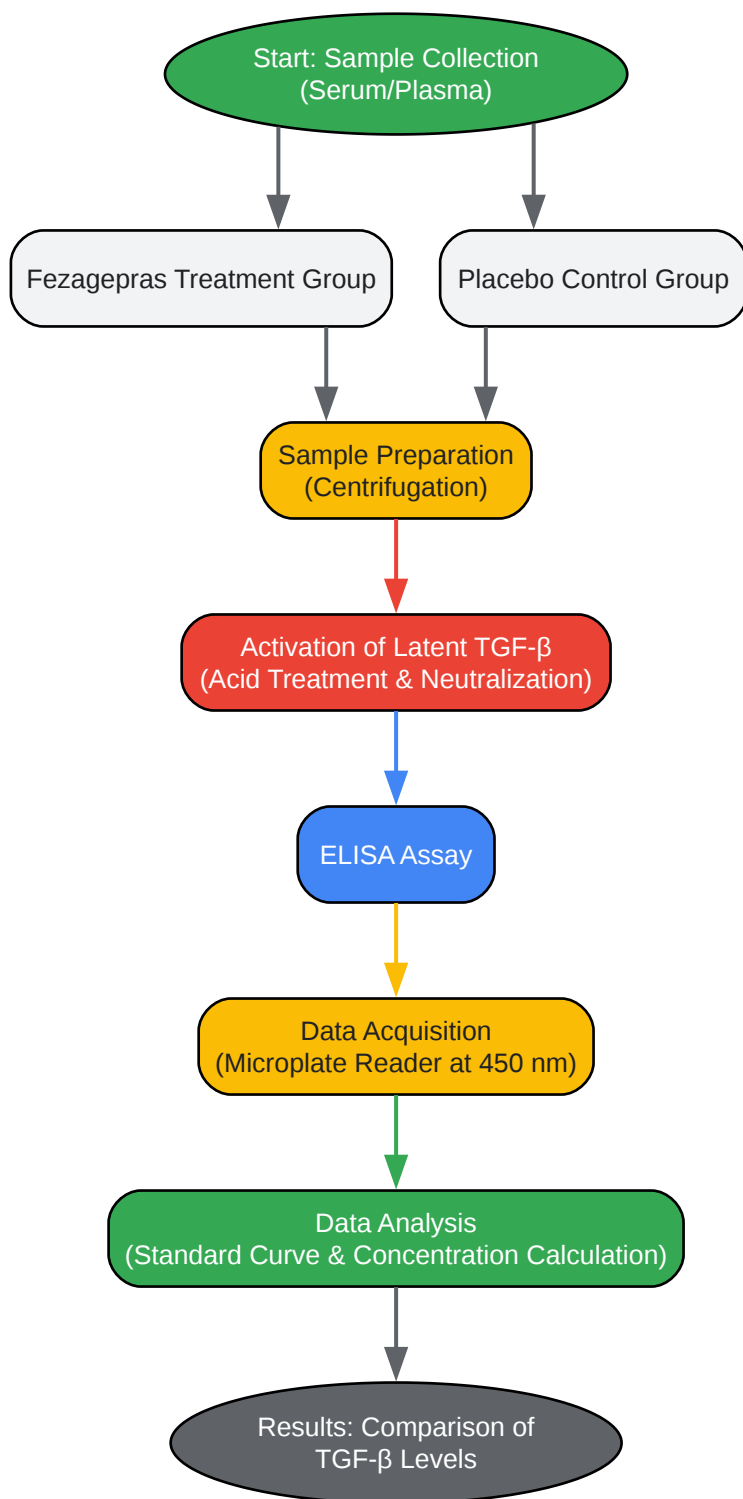 Start: Sample Collection
(Serum/Plasma)
Fezagepras Treatment Group
Placebo Control Group
Sample Preparation
(Centrifugation)
Activation of Latent TGF-β
(Acid Treatment & Neutralization)
ELISA Assay
Data Acquisition
(Microplate Reader at 450 nm)
Data Analysis
(Standard Curve & Concentration Calculation)
Results: Comparison of
TGF-β Levels